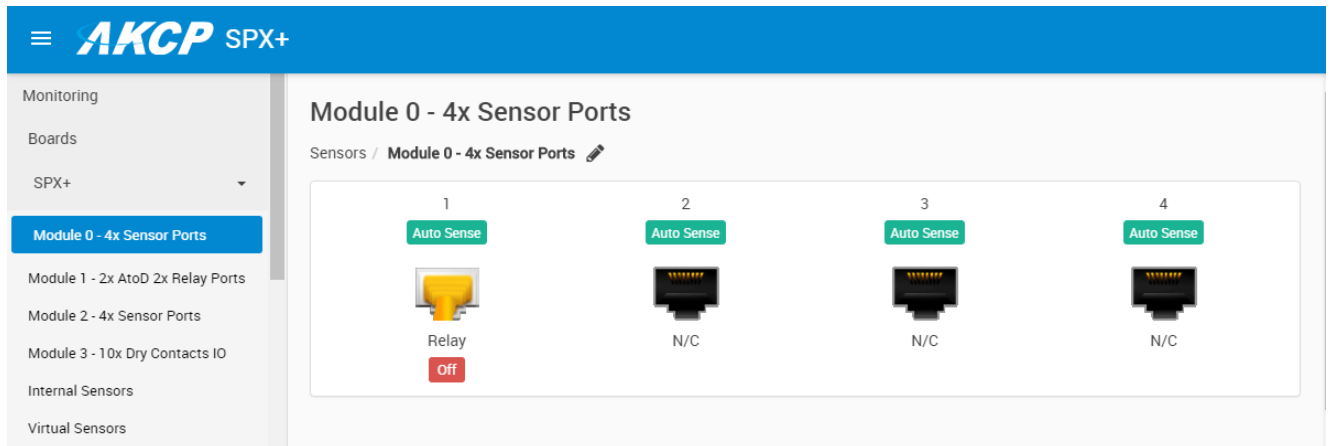 AKCP SPX+
Monitoring
Boards
SPX+
Module 0 - 4x Sensor Ports
Module 1 - 2x AtoD 2x Relay Ports
Module 2 - 4x Sensor Ports
Module 3 - 10x Dry Contacts IO
Internal Sensors
Virtual Sensors
Module 0 - 4x Sensor Ports
Sensors / Module 0 - 4x Sensor Ports
1 2 3 4
Auto Sense Auto Sense Auto Sense Auto Sense
Relay N/C N/C N/C
Off